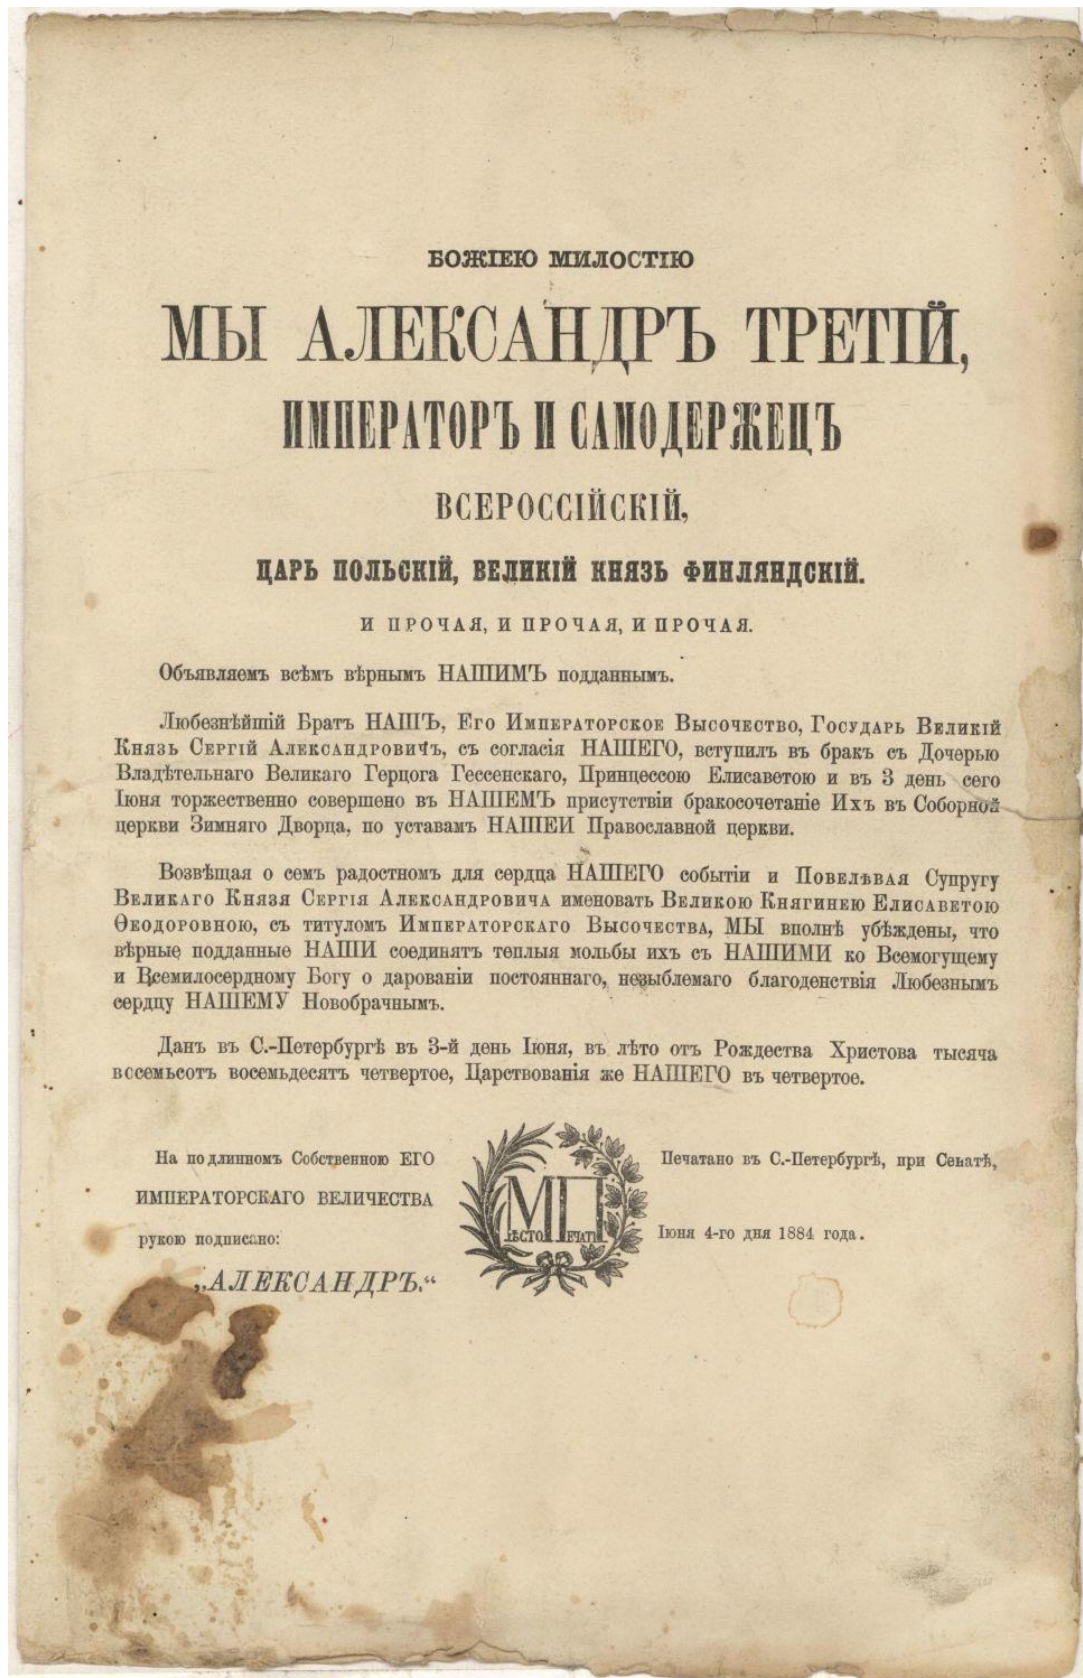 БОЖІЕЮ МИЛОСТІЮ
МЫ АЛЕКСАНДРЪ ТРЕТІЙ,
ИМПЕРАТОРЪ И САМОДЕРЖЕЦЪ
ВСЕРОССІЙСКІЙ,
ЦАРЬ ПОЛЬСКІЙ, ВЕЛИКІЙ КНЯЗЬ ФИНЛЯНДСКІЙ.
И ПРОЧАЯ, И ПРОЧАЯ, И ПРОЧАЯ.
Объявляемъ всѣмъ вѣрнымъ НАШИМЪ подданнымъ.
Любезнѣйшій Братъ НАШЪ, Его Императорское Высочество, Государь Великій
Князь Сергій Александровичъ, съ согласія НАШЕГО, вступилъ въ бракъ съ Дочерью
Владѣтельнаго Великаго Герцога Гессенскаго, Принцессою Елисаветою и въ 3 день сего
Іюня торжественно совершено въ НАШЕМЪ присутствіи бракосочетаніе Ихъ въ Соборной
церкви Зимняго Дворца, по уставамъ НАШЕИ Православной церкви.
Возвѣщая о семъ радостномъ для сердца НАШЕГО событіи и Повелѣвая Супругу
Великаго Князя Сергія Александровича именовать Великою Княгинею Елисаветою
Ѳеодоровною, съ титуломъ Императорскаго Высочества, МЫ вполнѣ убѣждены, что
вѣрные подданные НАШИ соединятъ теплыя мольбы ихъ съ НАШИМИ ко Всемогущему
и Всемилосердному Богу о дарованіи постояннаго, незыблемаго благоденствія Любезнымъ
сердцу НАШЕМУ Новобрачнымъ.
Данъ въ С.-Петербургѣ въ 3-й день Іюня, въ лѣто отъ Рождества Христова тысяча
восемьсотъ восемьдесятъ четвертое, Царствованія же НАШЕГО въ четвертое.
На подлинномъ Собственною ЕГО
ИМПЕРАТОРСКАГО ВЕЛИЧЕСТВА
рукою подписано:
„АЛЕКСАНДРЪ.“
МѢСТО ПЕЧАТИ
Печатано въ С.-Петербургѣ, при Сенатѣ,
Іюня 4-го дня 1884 года.